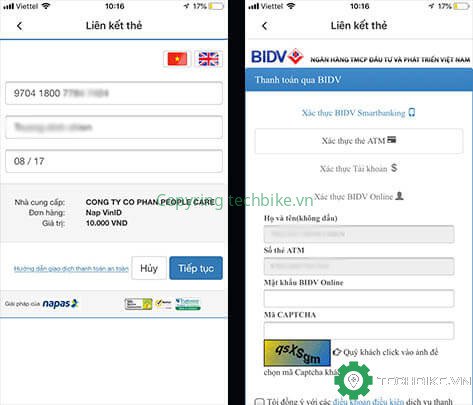 Viettel 10:16 17%
Liên kết thẻ
9704 1800
08 / 17
Nhà cung cấp: CONG TY CO PHAN PEOPLE CARE
Đơn hàng: Nap VinID
Giá trị: 10.000 VND
Hướng dẫn giao dịch thanh toán an toàn
Hủy
Tiếp tục
Giải pháp của napas
Viettel 10:16 17%
Liên kết thẻ
BIDV NGÂN HÀNG TMCP ĐẦU TƯ VÀ PHÁT TRIỂN VIỆT NAM
Thanh toán qua BIDV
Xác thực BIDV Smartbanking
Xác thực thẻ ATM
Xác thực Tài khoản $
Xác thực BIDV Online
Họ và tên(không dấu)
Số thẻ ATM
Mật khẩu BIDV Online
Mã CAPTCHA
qsXSgm
Quý khách click vào ảnh để
chọn mã Captcha
Tôi đồng ý với các điều khoản điều kiện dịch vụ thanh
Copyring techbike.vn
TECHBIKE.VN